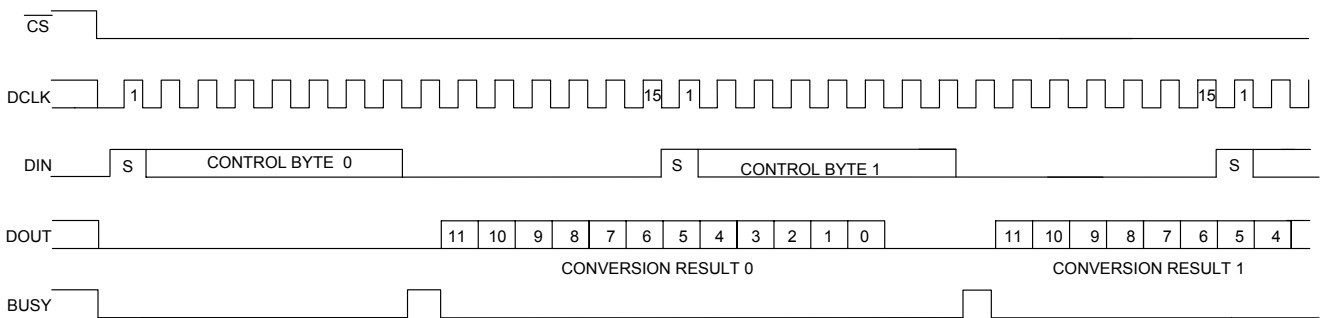 CS
DCLK 1 15 1 15 1
DIN S CONTROL BYTE 0 S CONTROL BYTE 1 S
DOUT 11 10 9 8 7 6 5 4 3 2 1 0 11 10 9 8 7 6 5 4
CONVERSION RESULT 0 CONVERSION RESULT 1
BUSY